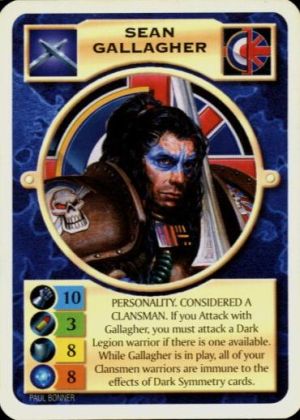 SEAN
GALLAGHER
10
3
8
8
PERSONALITY. CONSIDERED A
CLANSMAN. If you Attack with
Gallagher, you must attack a Dark
Legion warrior if there is one available.
While Gallagher is in play, all of your
Clansmen warriors are immune to the
effects of Dark Symmetry cards.
PAUL BONNER